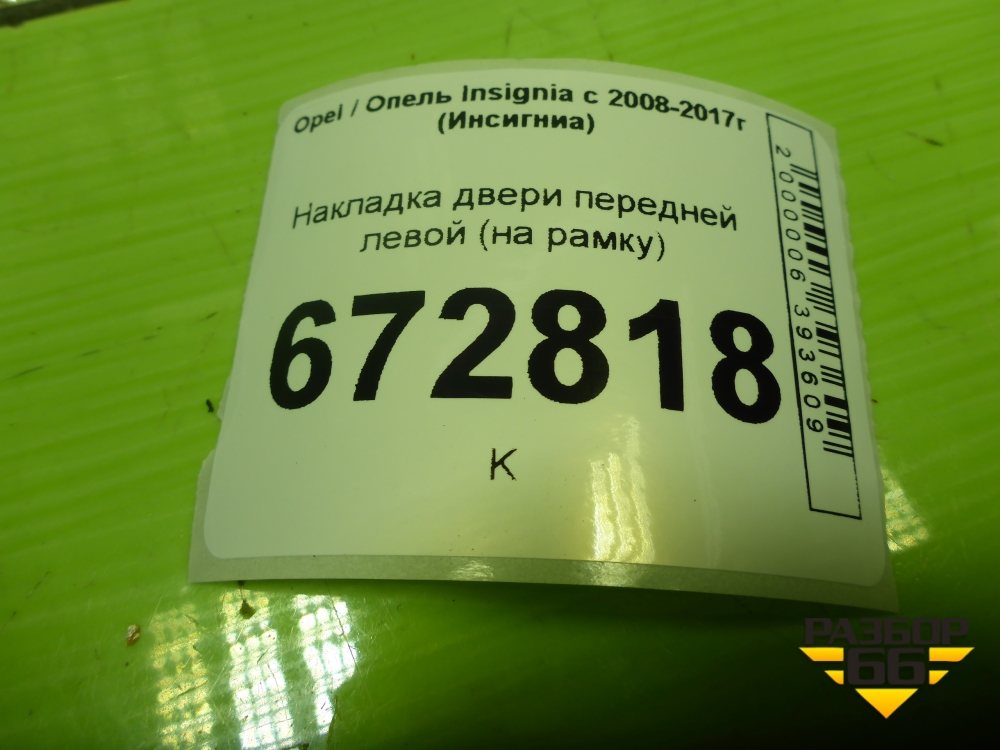 Opel / Опель Insignia с 2008-2017г
(Инсигниа)
Накладка двери передней
левой (на рамку)
672818
К
2000006393609
РАЗБОР
66